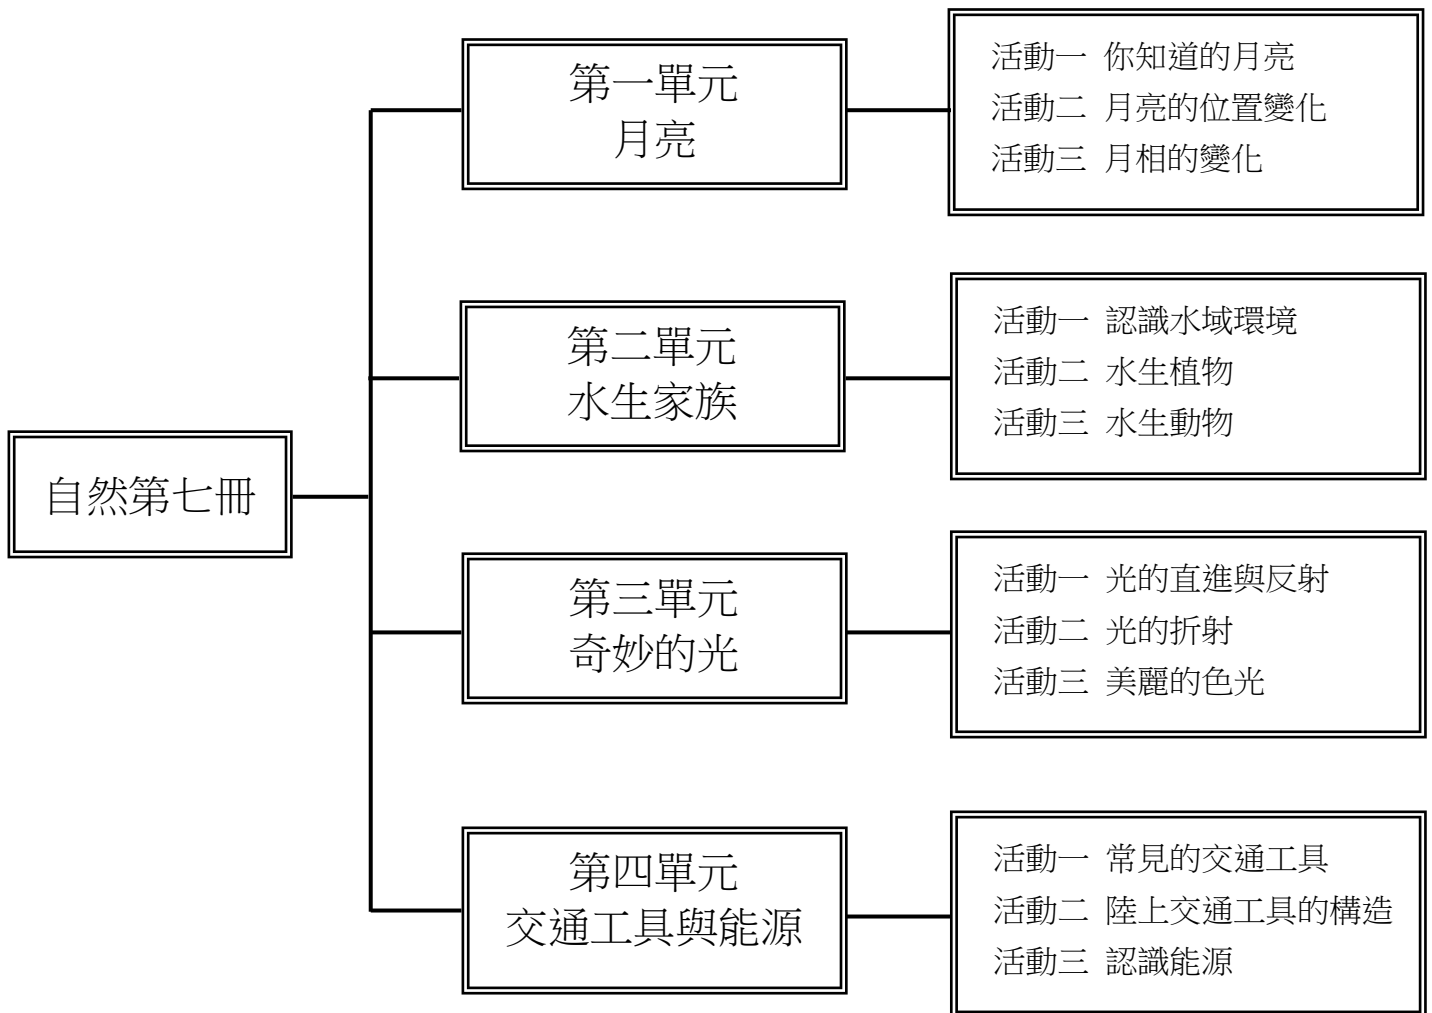 自然第七冊
第一單元
月亮
活動一 你知道的月亮
活動二 月亮的位置變化
活動三 月相的變化
第二單元
水生家族
活動一 認識水域環境
活動二 水生植物
活動三 水生動物
第三單元
奇妙的光
活動一 光的直進與反射
活動二 光的折射
活動三 美麗的色光
第四單元
交通工具與能源
活動一 常見的交通工具
活動二 陸上交通工具的構造
活動三 認識能源